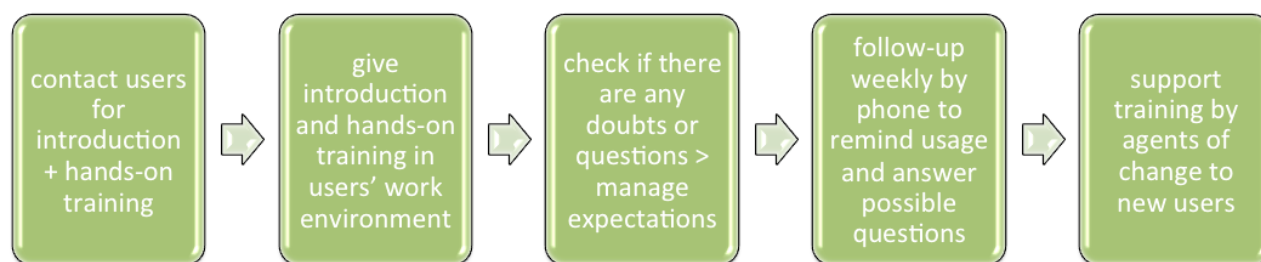 contact users
for
introduction
+ hands-on
training
give
introduction
and hands-on
training in
users’ work
environment
check if there
are any
doubts or
questions >
manage
expectations
follow-up
weekly by
phone to
remind usage
and answer
possible
questions
support
training by
agents of
change to
new users